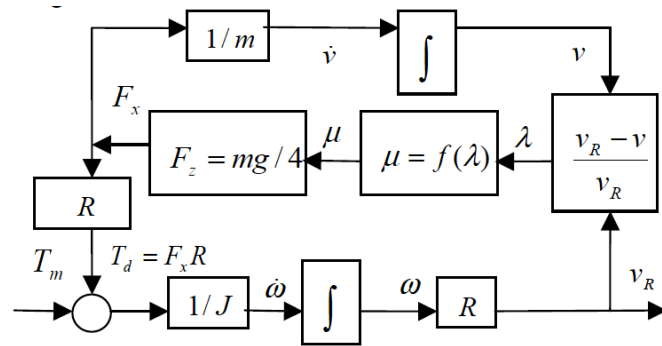 1/m
v̇
∫
v
F_x
F_z = mg/4
μ
μ = f(λ)
λ
(v_R − v)/v_R
R
T_m
T_d = F_x R
1/J
ω̇
∫
ω
R
v_R